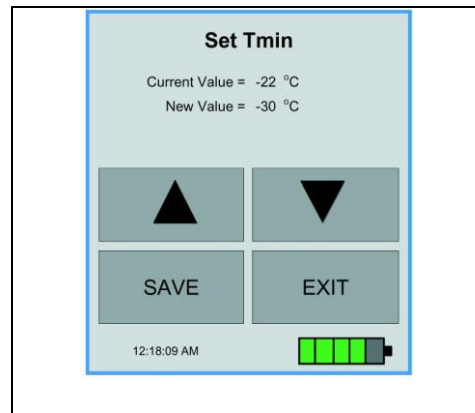 Set Tmin
Current Value = -22 °C
New Value = -30 °C
SAVE EXIT
12:18:09 AM